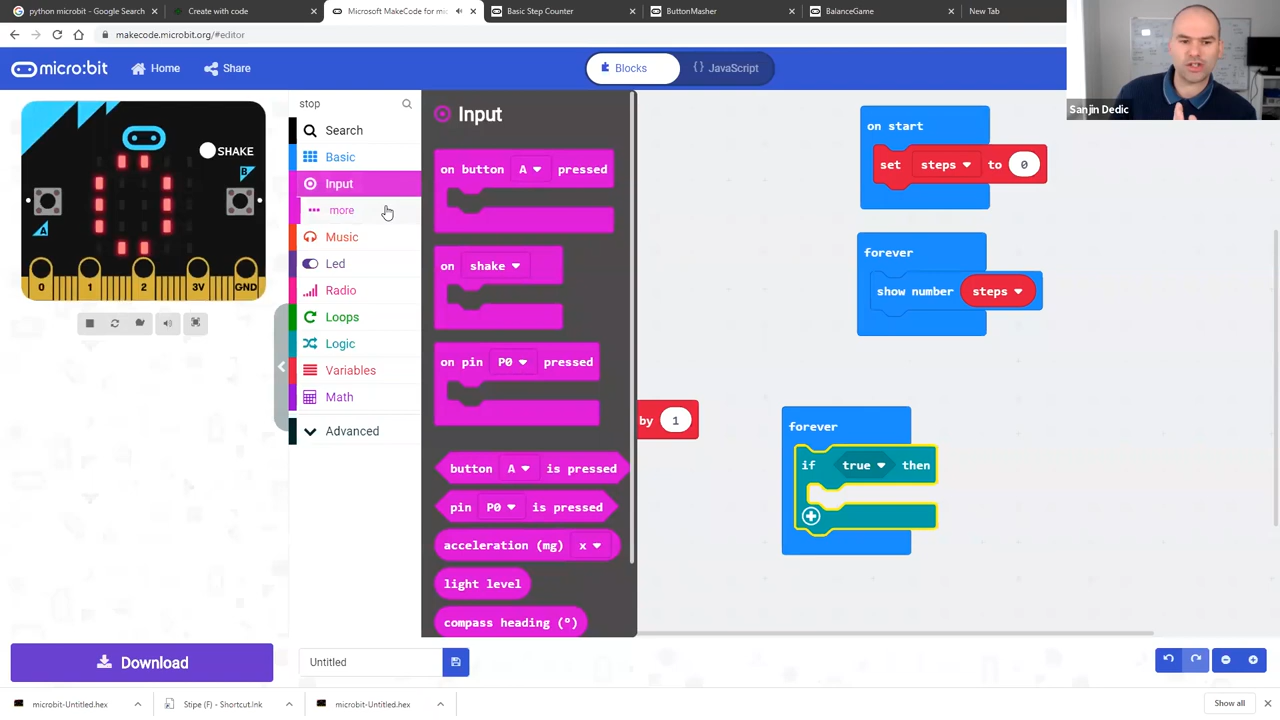 python microbit - Google Search
Create with code
Microsoft MakeCode for mic
Basic Step Counter
ButtonMasher
BalanceGame
New Tab
makecode.microbit.org/#editor
micro:bit
Home
Share
Blocks
{} JavaScript
Sanjin Dedic
SHAKE
B
A
0
1
2
3V
GND
stop
Search
Basic
Input
more
Music
Led
Radio
Loops
Logic
Variables
Math
Advanced
Input
on button A pressed
on shake
on pin P0 pressed
button A is pressed
pin P0 is pressed
acceleration (mg) x
light level
compass heading (°)
on start
set steps to 0
forever
show number steps
by 1
forever
if true then
Download
Untitled
microbit-Untitled.hex
Stipe (F) - Shortcut.lnk
microbit-Untitled.hex
Show all